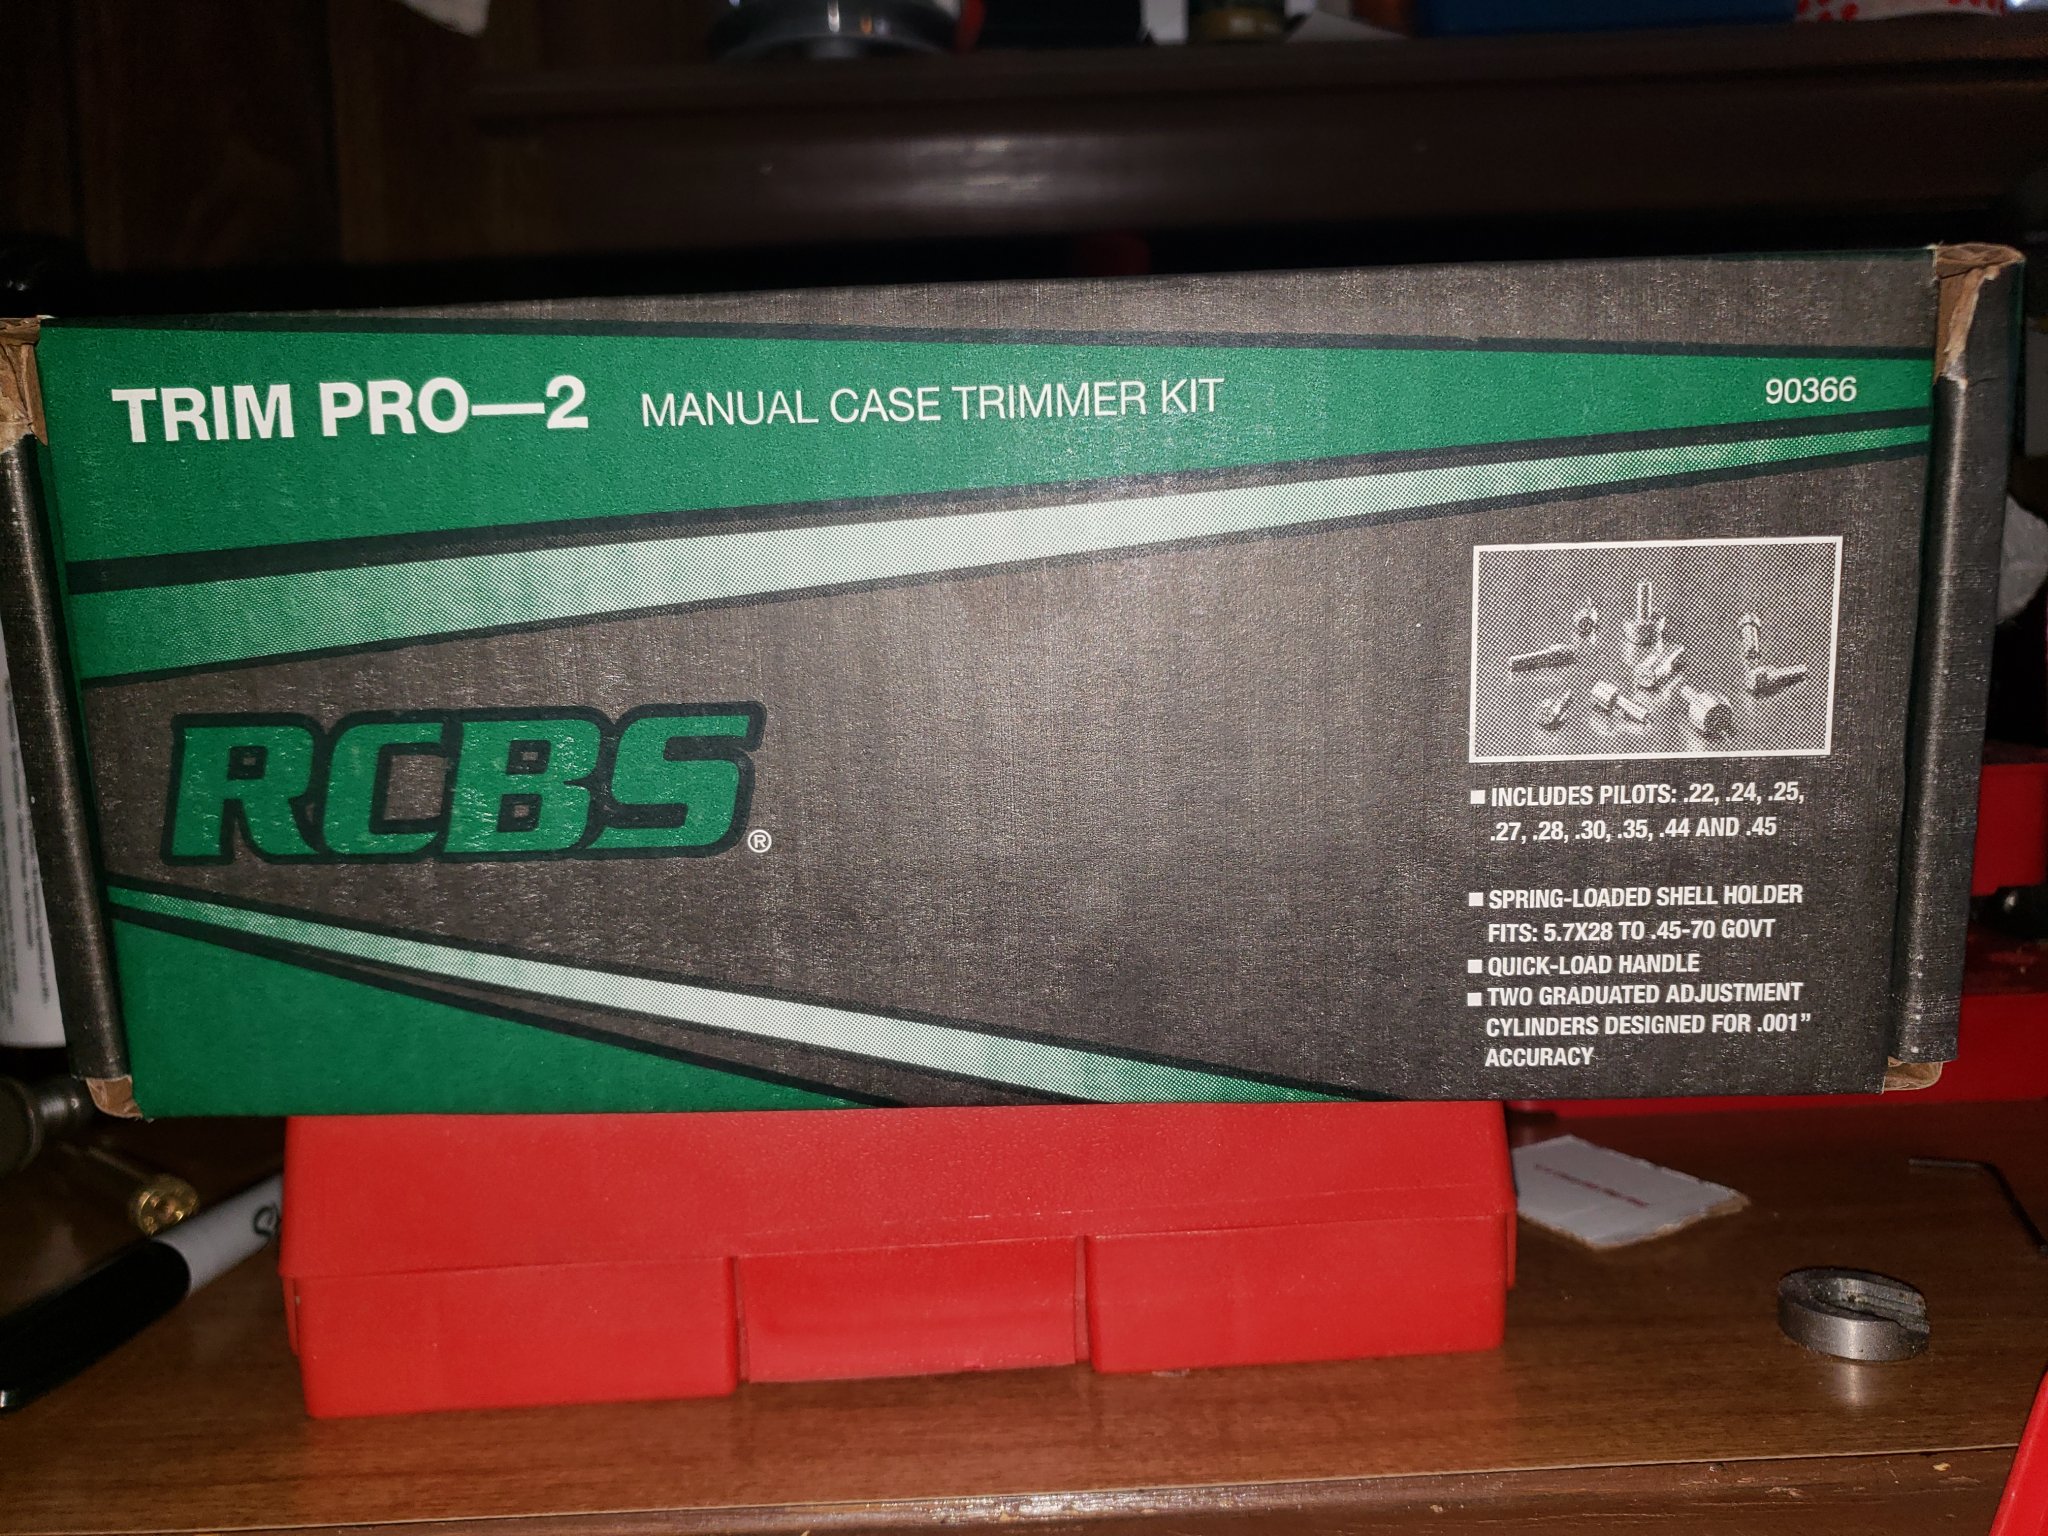 TRIM PRO—2 MANUAL CASE TRIMMER KIT 90366
RCBS®
■ INCLUDES PILOTS: .22, .24, .25,
.27, .28, .30, .35, .44 AND .45
■ SPRING-LOADED SHELL HOLDER
FITS: 5.7X28 TO .45-70 GOVT
■ QUICK-LOAD HANDLE
■ TWO GRADUATED ADJUSTMENT
CYLINDERS DESIGNED FOR .001”
ACCURACY